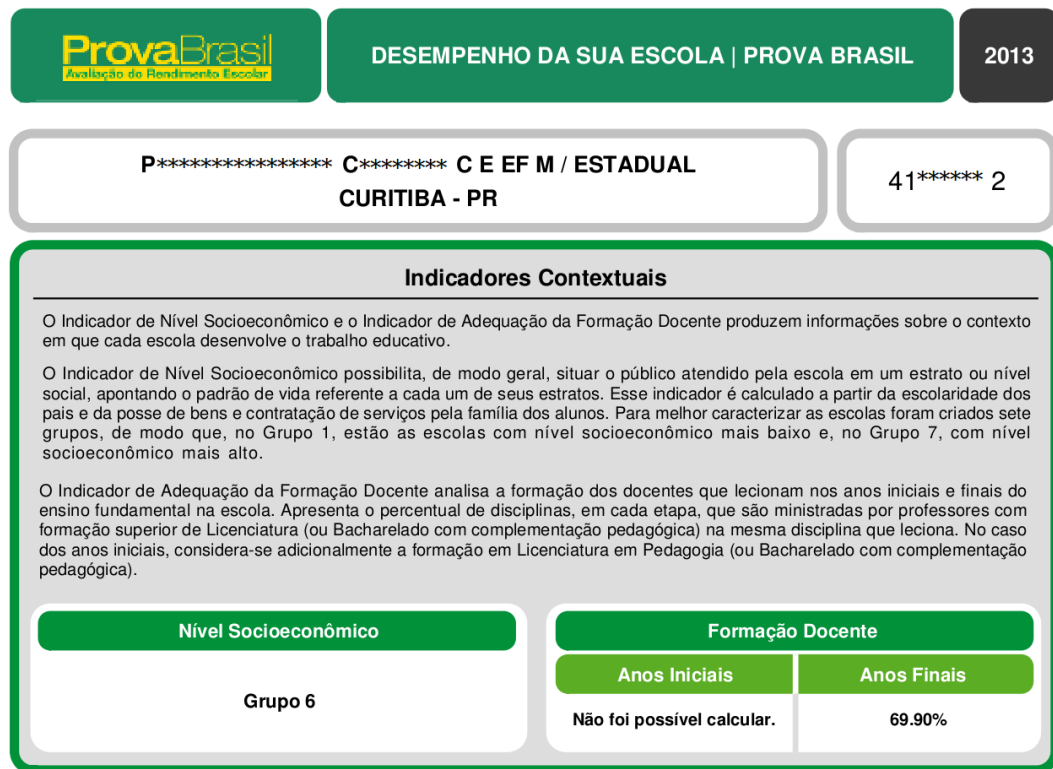 ProvaBrasil
Avaliação do Rendimento Escolar
DESEMPENHO DA SUA ESCOLA | PROVA BRASIL
2013
P**************** C******** C E EF M / ESTADUAL
CURITIBA - PR
41****** 2
Indicadores Contextuais
O Indicador de Nível Socioeconômico e o Indicador de Adequação da Formação Docente produzem informações sobre o contexto
em que cada escola desenvolve o trabalho educativo.
O Indicador de Nível Socioeconômico possibilita, de modo geral, situar o público atendido pela escola em um estrato ou nível
social, apontando o padrão de vida referente a cada um de seus estratos. Esse indicador é calculado a partir da escolaridade dos
pais e da posse de bens e contratação de serviços pela família dos alunos. Para melhor caracterizar as escolas foram criados sete
grupos, de modo que, no Grupo 1, estão as escolas com nível socioeconômico mais baixo e, no Grupo 7, com nível
socioeconômico mais alto.
O Indicador de Adequação da Formação Docente analisa a formação dos docentes que lecionam nos anos iniciais e finais do
ensino fundamental na escola. Apresenta o percentual de disciplinas, em cada etapa, que são ministradas por professores com
formação superior de Licenciatura (ou Bacharelado com complementação pedagógica) na mesma disciplina que leciona. No caso
dos anos iniciais, considera-se adicionalmente a formação em Licenciatura em Pedagogia (ou Bacharelado com complementação
pedagógica).
Nível Socioeconômico
Grupo 6
Formação Docente
Anos Iniciais
Anos Finais
Não foi possível calcular.
69.90%